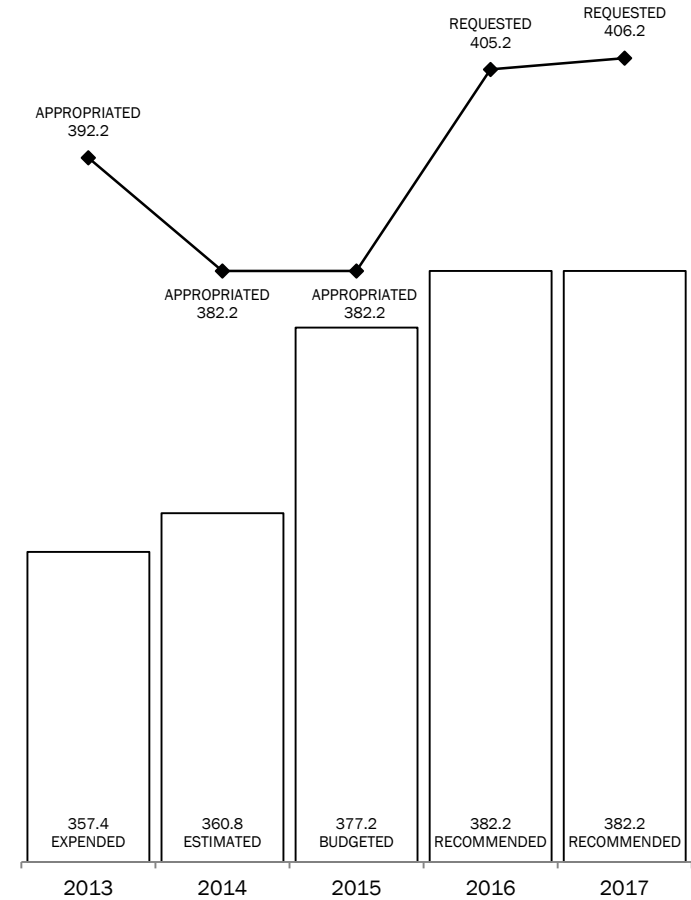 REQUESTED
406.2
REQUESTED
405.2
APPROPRIATED
392.2
APPROPRIATED
382.2
APPROPRIATED
382.2
357.4
EXPENDED
360.8
ESTIMATED
377.2
BUDGETED
382.2
RECOMMENDED
382.2
RECOMMENDED
2013
2014
2015
2016
2017